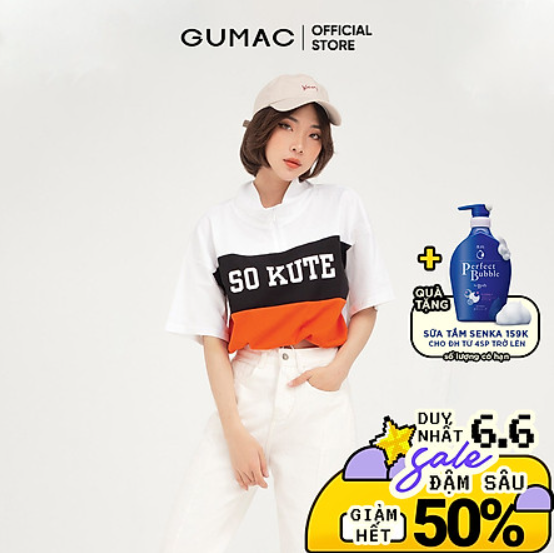 GUMAC
OFFICIAL
STORE
SO KUTE
+
QUÀ
TẶNG
Perfect
Bubble
SỮA TẮM SENKA 159K
CHO ĐH TỪ 45P TRỞ LÊN
số lượng có hạn
DUY
NHẤT
6.6
sale
ĐẬM SÂU
GIẢM
HẾT
50%